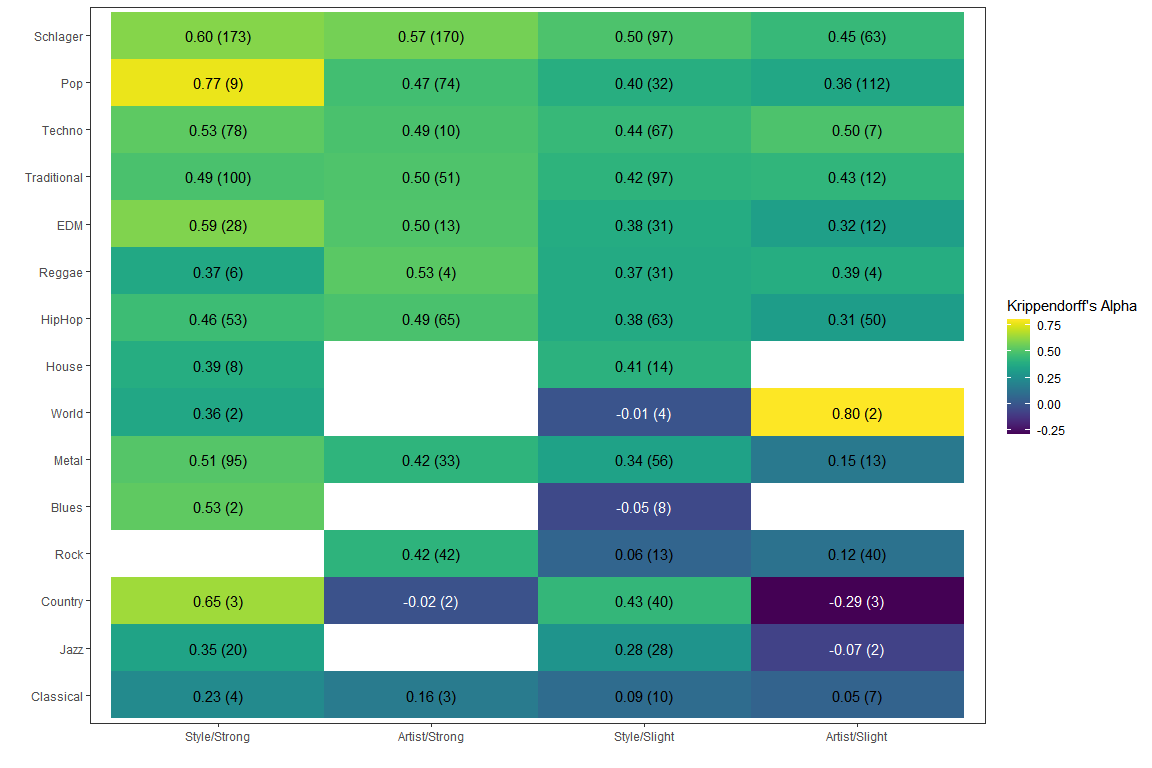 Schlager 0.60 (173) 0.57 (170) 0.50 (97) 0.45 (63)
Pop 0.77 (9) 0.47 (74) 0.40 (32) 0.36 (112)
Techno 0.53 (78) 0.49 (10) 0.44 (67) 0.50 (7)
Traditional 0.49 (100) 0.50 (51) 0.42 (97) 0.43 (12)
EDM 0.59 (28) 0.50 (13) 0.38 (31) 0.32 (12)
Reggae 0.37 (6) 0.53 (4) 0.37 (31) 0.39 (4)
HipHop 0.46 (53) 0.49 (65) 0.38 (63) 0.31 (50)
House 0.39 (8) 0.41 (14)
World 0.36 (2) -0.01 (4) 0.80 (2)
Metal 0.51 (95) 0.42 (33) 0.34 (56) 0.15 (13)
Blues 0.53 (2) -0.05 (8)
Rock 0.42 (42) 0.06 (13) 0.12 (40)
Country 0.65 (3) -0.02 (2) 0.43 (40) -0.29 (3)
Jazz 0.35 (20) 0.28 (28) -0.07 (2)
Classical 0.23 (4) 0.16 (3) 0.09 (10) 0.05 (7)
Style/Strong Artist/Strong Style/Slight Artist/Slight
Krippendorff's Alpha
0.75
0.50
0.25
0.00
-0.25